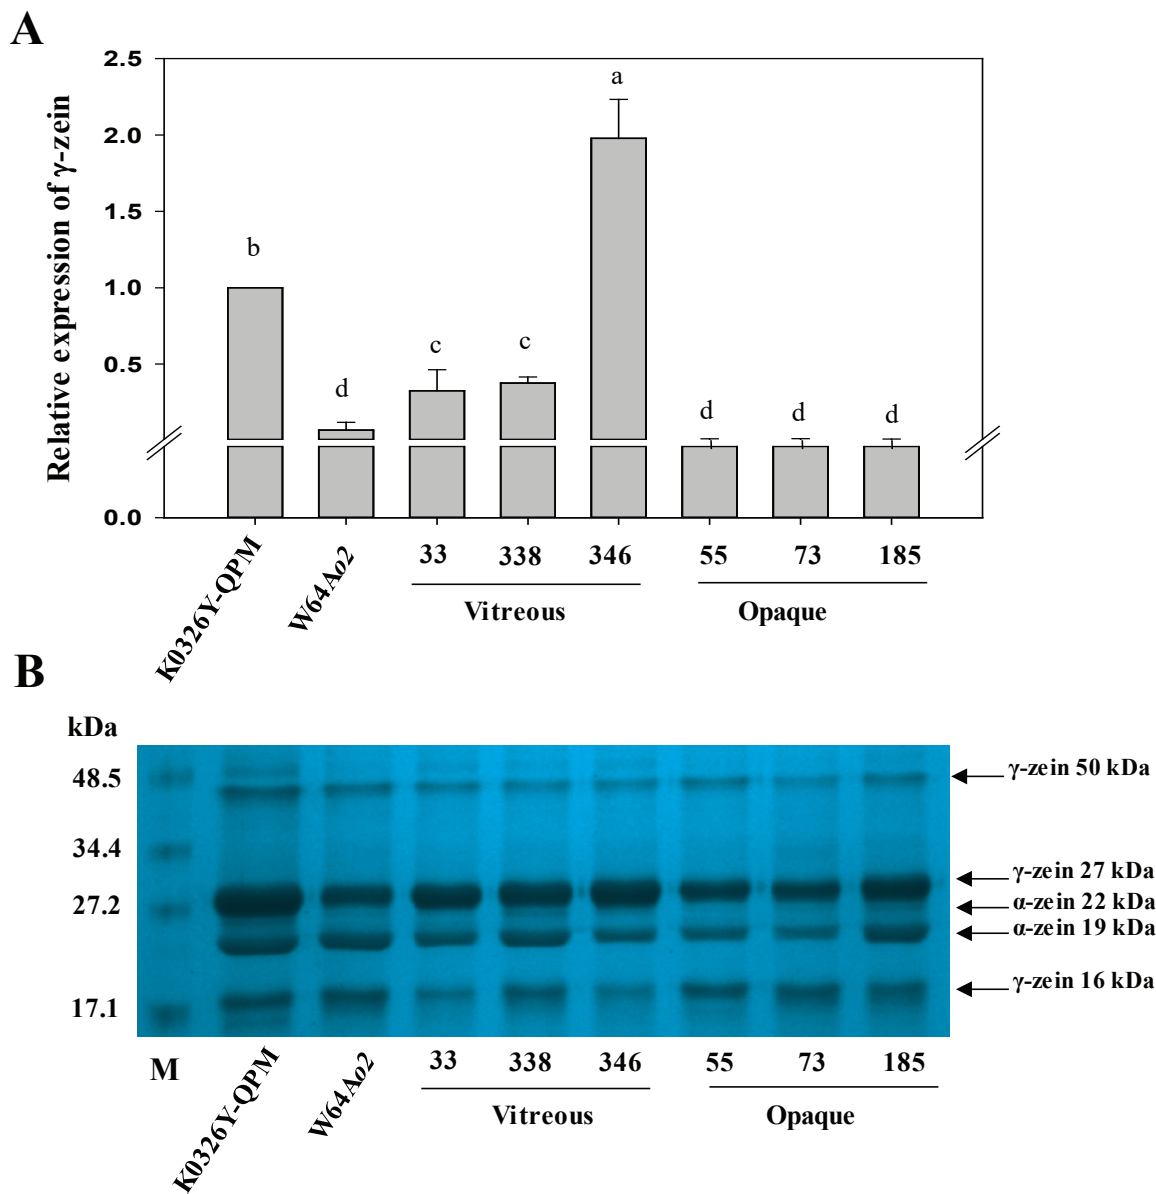 A
Relative expression of γ-zein
2.5
2.0
1.5
1.0
0.5
0.0
b
d
c
c
a
d
d
d
K0326Y-QPM
W64Ao2
33
338
346
55
73
185
Vitreous
Opaque
B
kDa
48.5
34.4
27.2
17.1
γ-zein 50 kDa
γ-zein 27 kDa
α-zein 22 kDa
α-zein 19 kDa
γ-zein 16 kDa
M
K0326Y-QPM
W64Ao2
33
338
346
55
73
185
Vitreous
Opaque